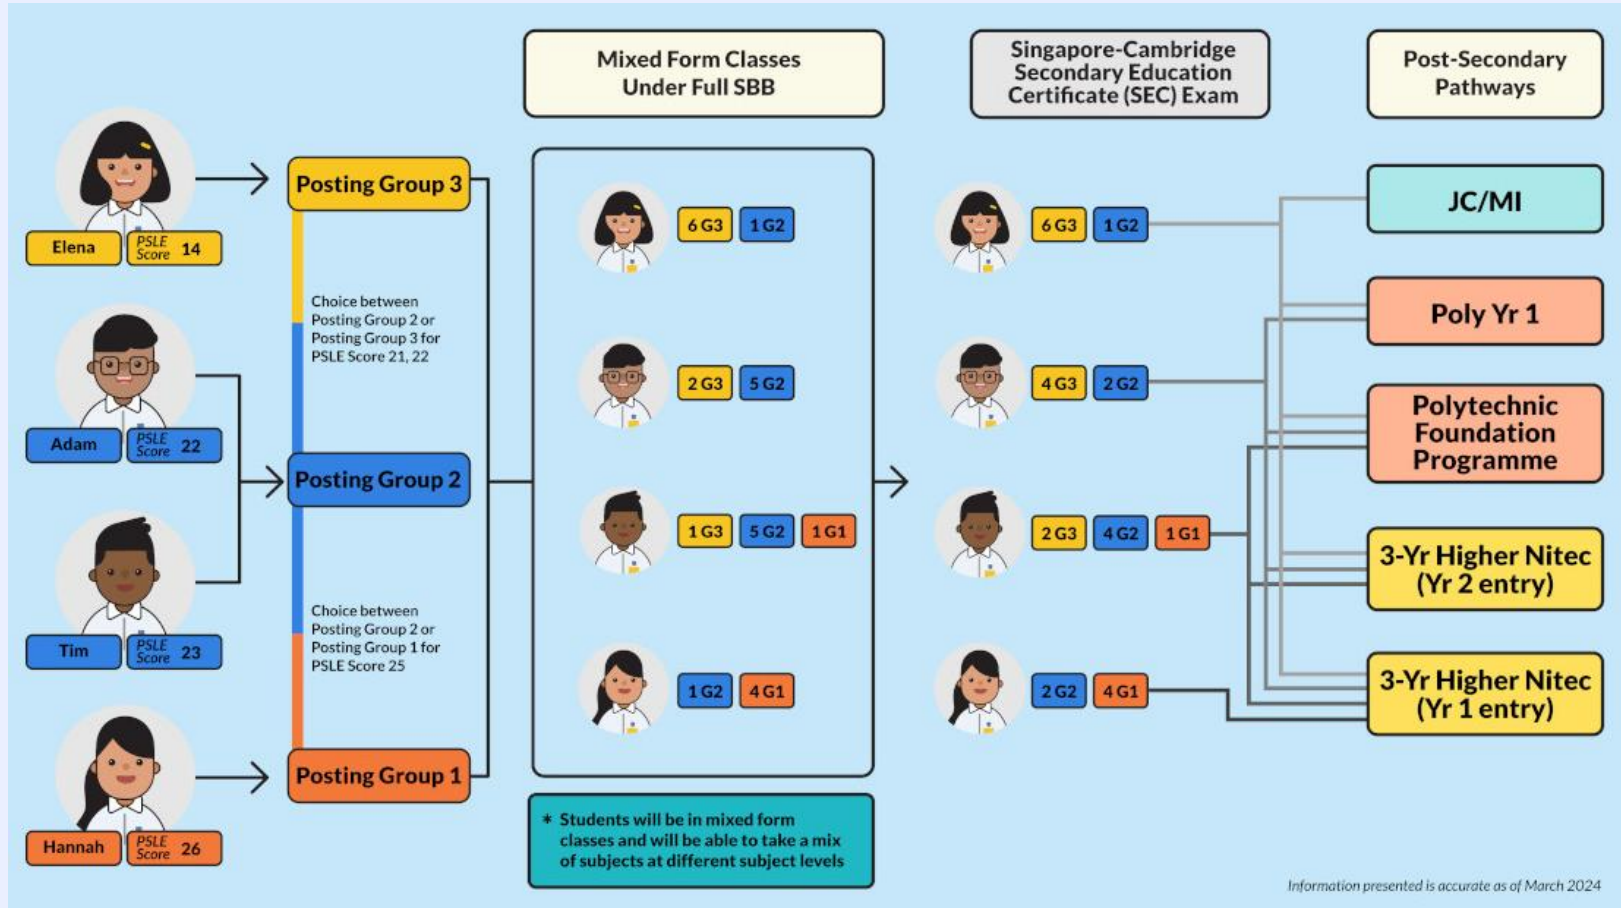 Mixed Form Classes
Under Full SBB
Singapore-Cambridge
Secondary Education
Certificate (SEC) Exam
Post-Secondary
Pathways
Elena
PSLE
Score 14
Adam
PSLE
Score 22
Tim
PSLE
Score 23
Hannah
PSLE
Score 26
Posting Group 3
Choice between
Posting Group 2 or
Posting Group 3 for
PSLE Score 21, 22
Posting Group 2
Choice between
Posting Group 2 or
Posting Group 1 for
PSLE Score 25
Posting Group 1
6 G3 1 G2
2 G3 5 G2
1 G3 5 G2 1 G1
1 G2 4 G1
* Students will be in mixed form
classes and will be able to take a mix
of subjects at different subject levels
6 G3 1 G2
4 G3 2 G2
2 G3 4 G2 1 G1
2 G2 4 G1
JC/MI
Poly Yr 1
Polytechnic
Foundation
Programme
3-Yr Higher Nitec
(Yr 2 entry)
3-Yr Higher Nitec
(Yr 1 entry)
Information presented is accurate as of March 2024